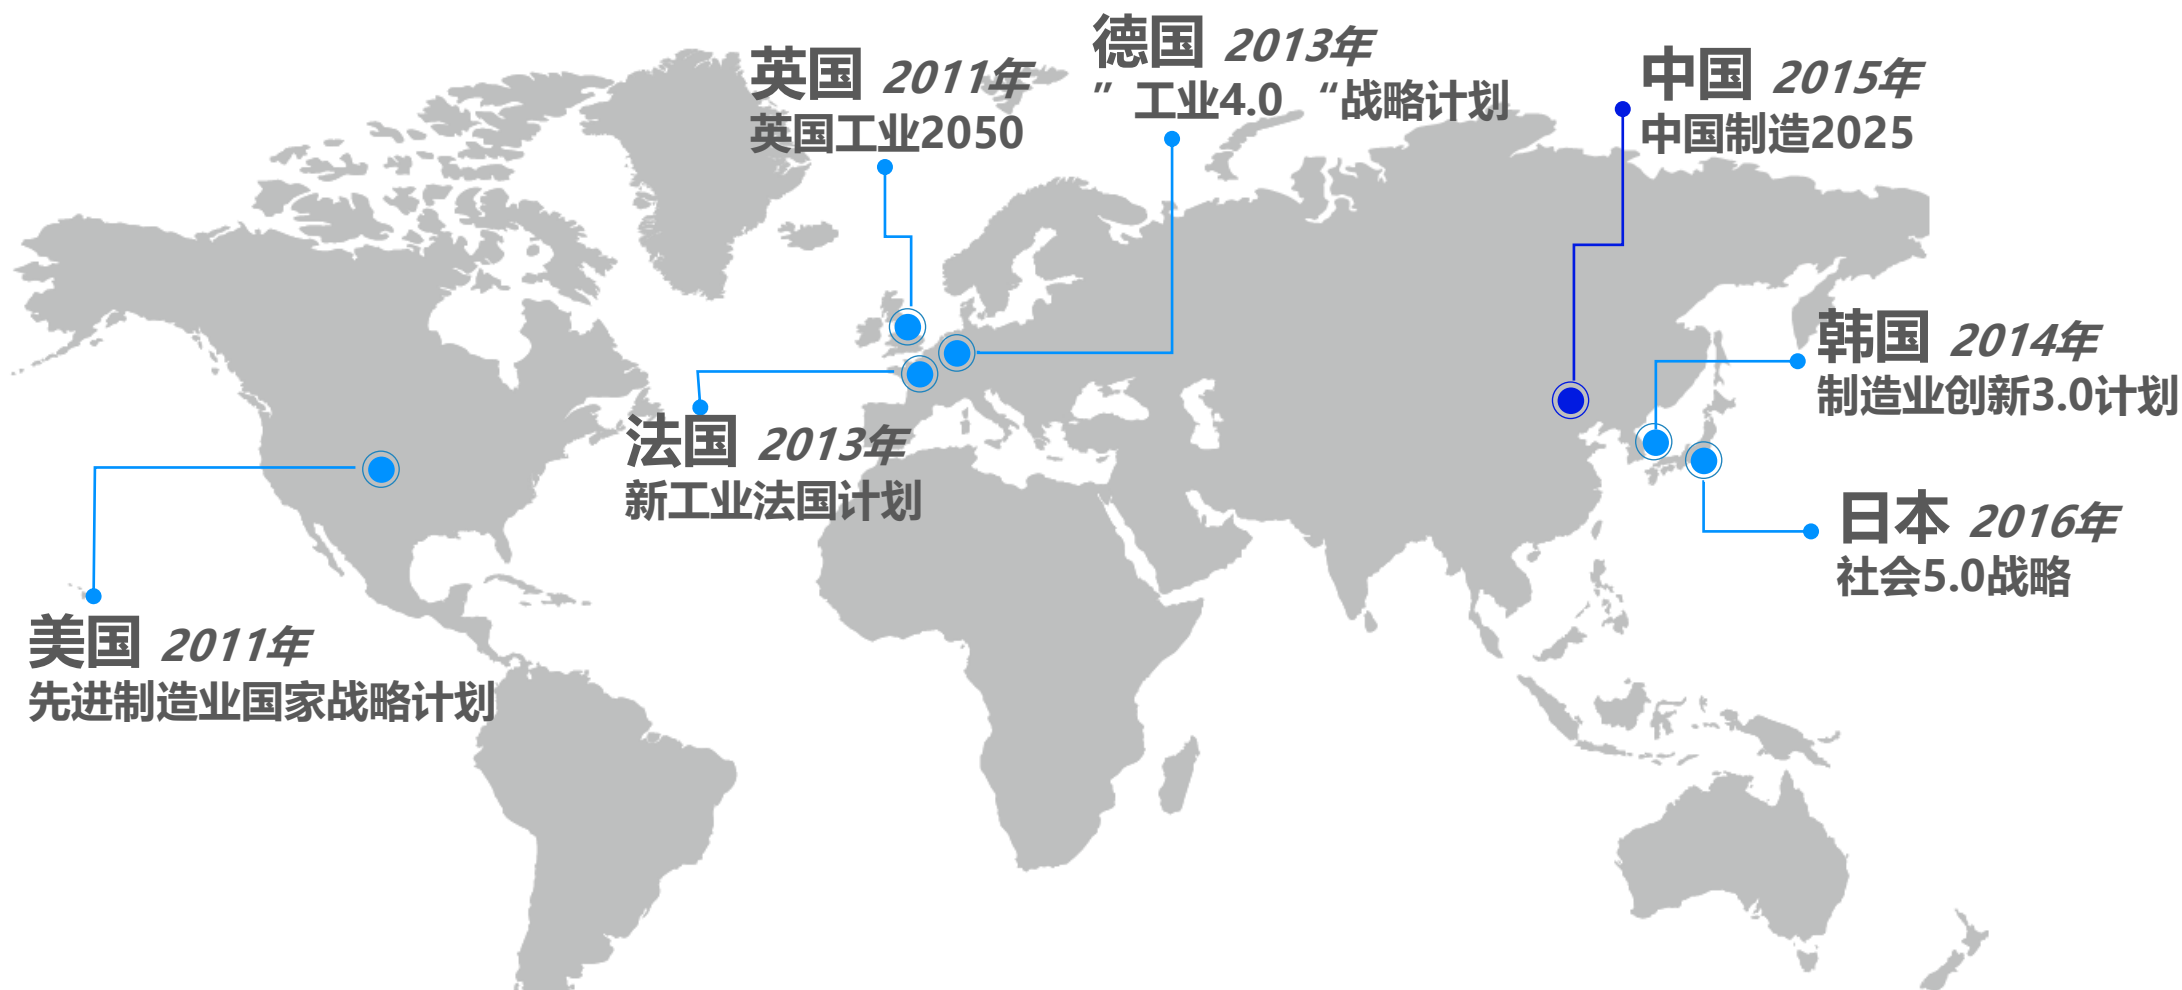 英国 2011年
英国工业2050
德国 2013年
”工业4.0 “战略计划
中国 2015年
中国制造2025
韩国 2014年
制造业创新3.0计划
法国 2013年
新工业法国计划
日本 2016年
社会5.0战略
美国 2011年
先进制造业国家战略计划